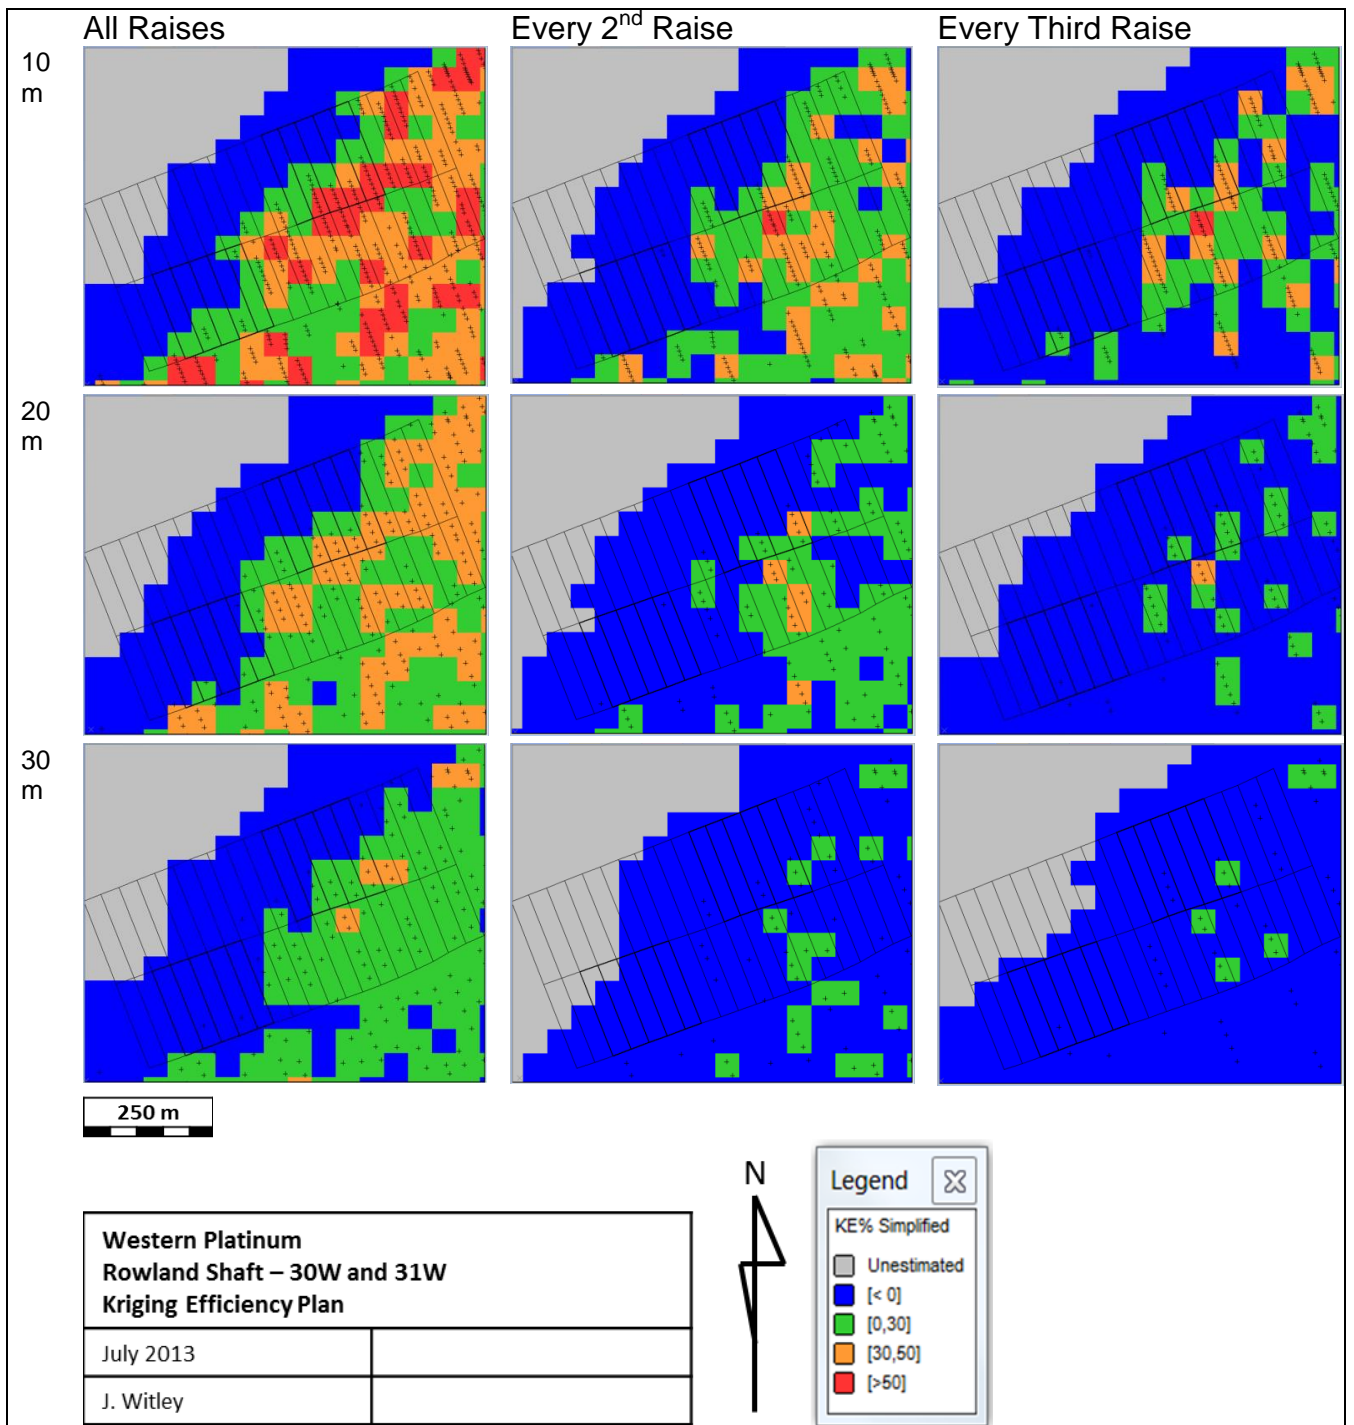 All Raises Every 2nd Raise Every Third Raise
10
m
20
m
30
m
250 m
N
Legend
KE% Simplified
Unestimated
[< 0]
[0,30]
[30,50]
[>50]
Western Platinum
Rowland Shaft – 30W and 31W
Kriging Efficiency Plan
July 2013
J. Witley